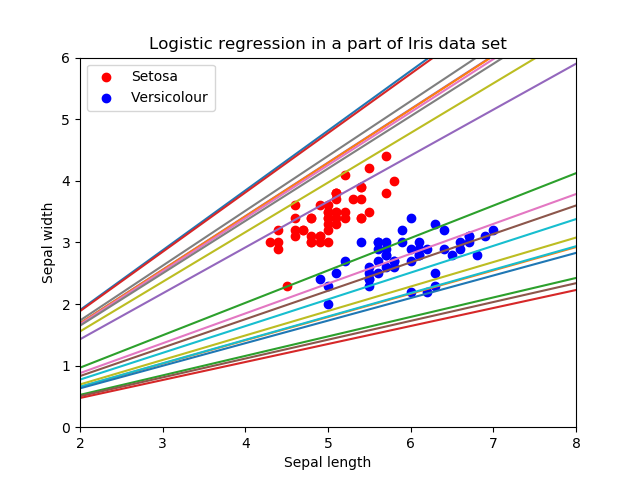 Logistic regression in a part of Iris data set
Setosa
Versicolour
Sepal width
6
5
4
3
2
1
0
2 3 4 5 6 7 8
Sepal length